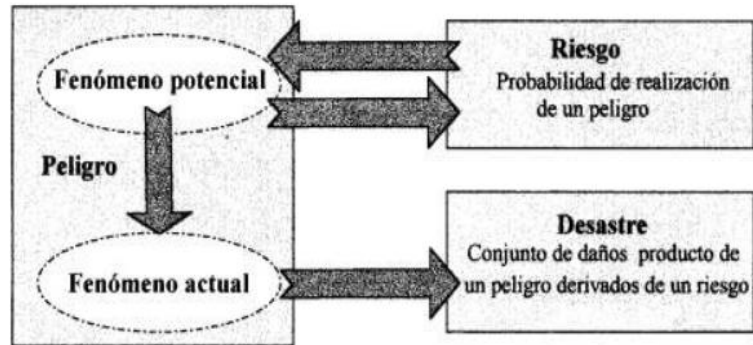 Fenómeno potencial
Peligro
Fenómeno actual
Riesgo
Probabilidad de realización
de un peligro
Desastre
Conjunto de daños producto de
un peligro derivados de un riesgo